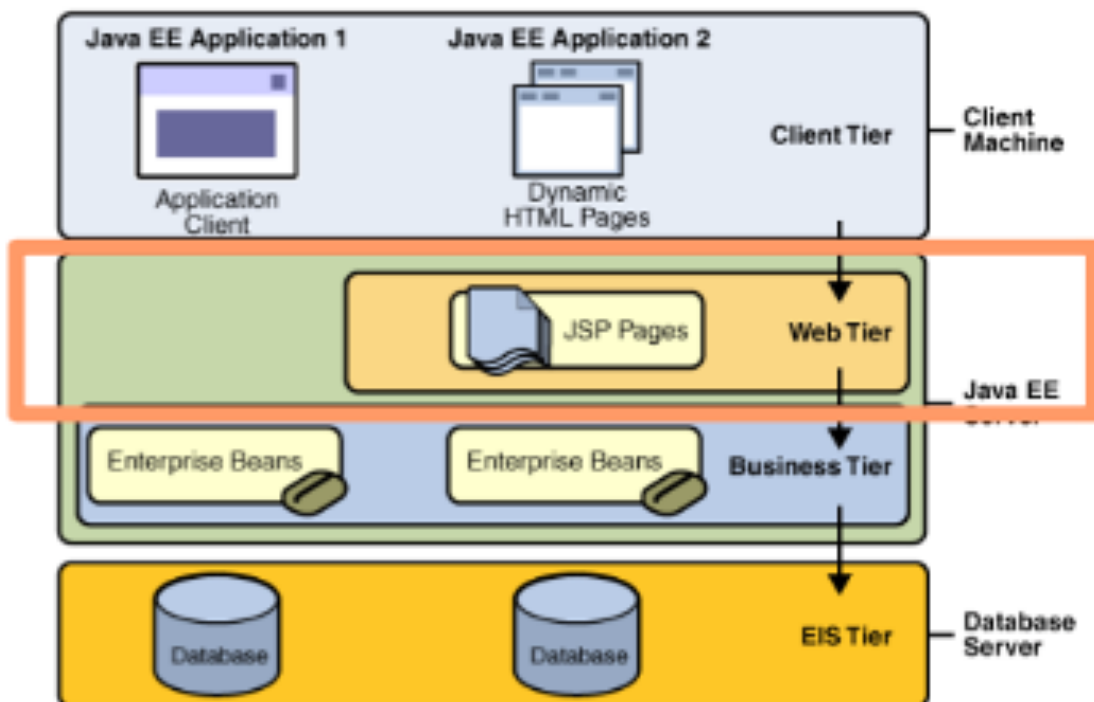 Java EE Application 1
Java EE Application 2
Application
Client
Dynamic
HTML Pages
Client Tier
Client
Machine
JSP Pages
Web Tier
Java EE
Enterprise Beans
Enterprise Beans
Business Tier
Database
Database
EIS Tier
Database
Server